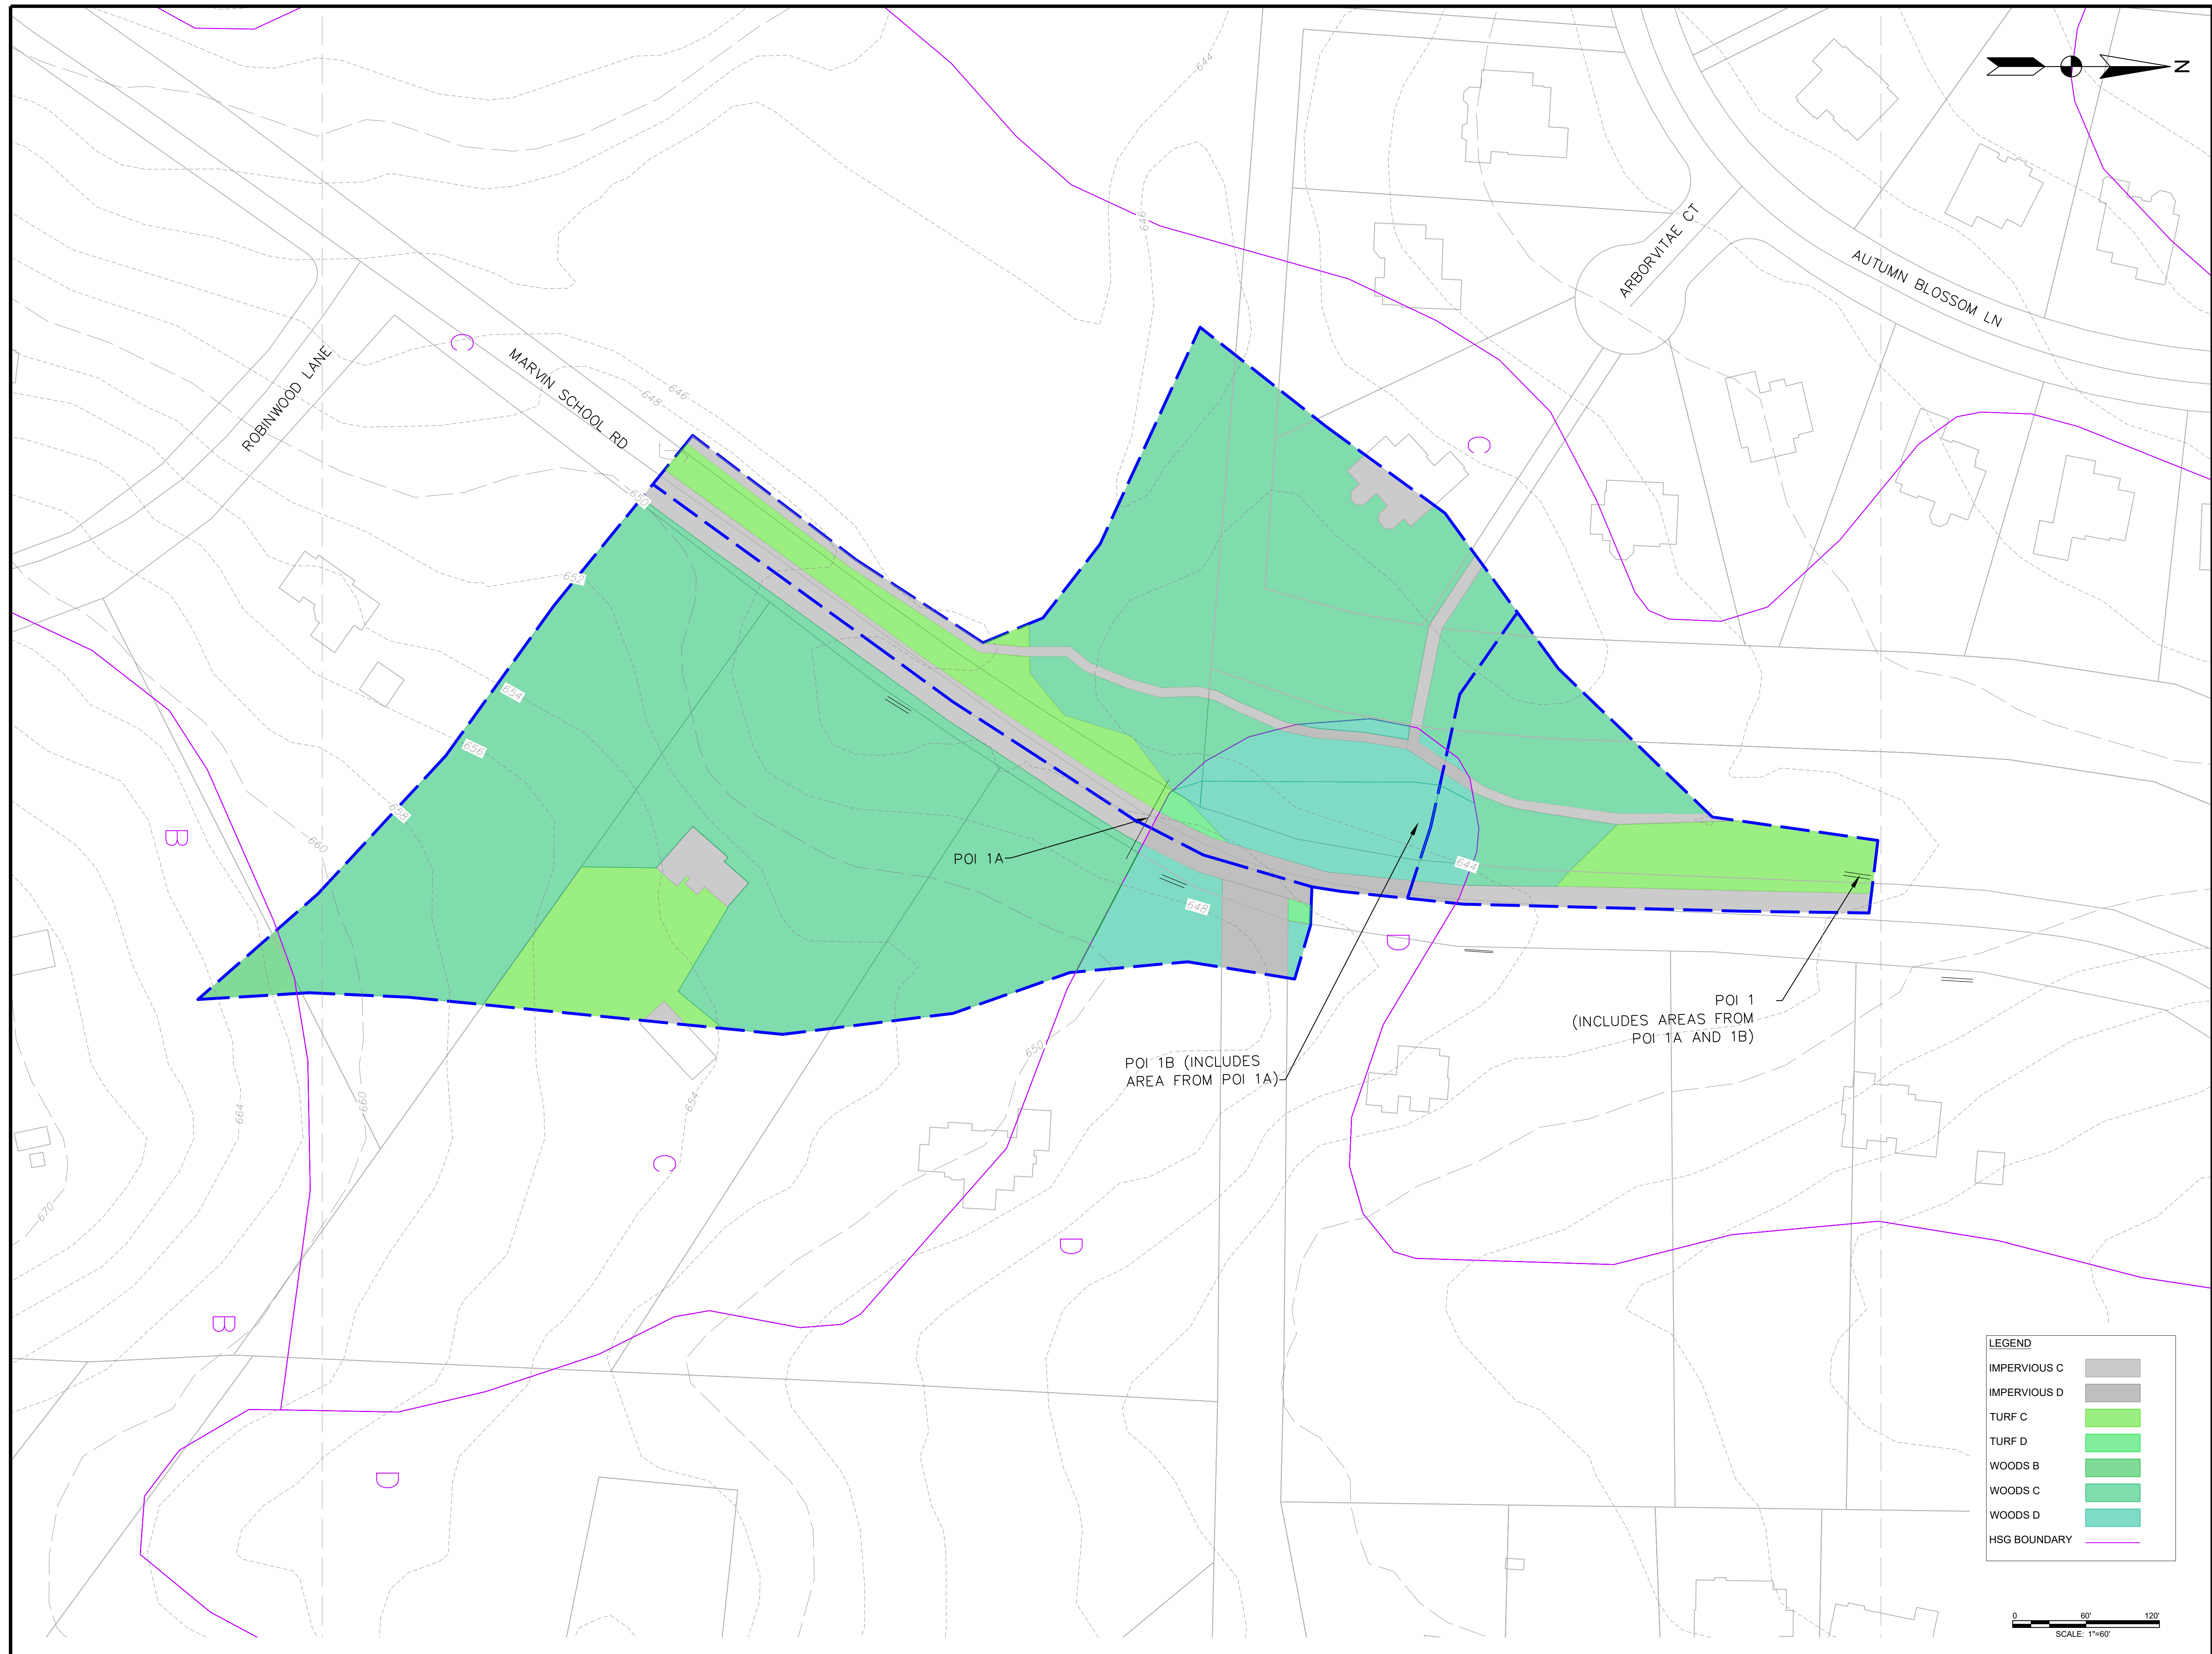 644
646
N
ARBORVITAE CT
AUTUMN BLOSSOM LN
ROBINWOOD LANE
C
MARVIN SCHOOL RD
646
648
C
650
652
654
656
658
660
B
POI 1A
644
648
D
POI 1
(INCLUDES AREAS FROM
POI 1A AND 1B)
650
POI 1B (INCLUDES
AREA FROM POI 1A)
664
660
654
C
670
D
B
D
LEGEND
IMPERVIOUS C
IMPERVIOUS D
TURF C
TURF D
WOODS B
WOODS C
WOODS D
HSG BOUNDARY
0 60' 120'
SCALE: 1"=60'